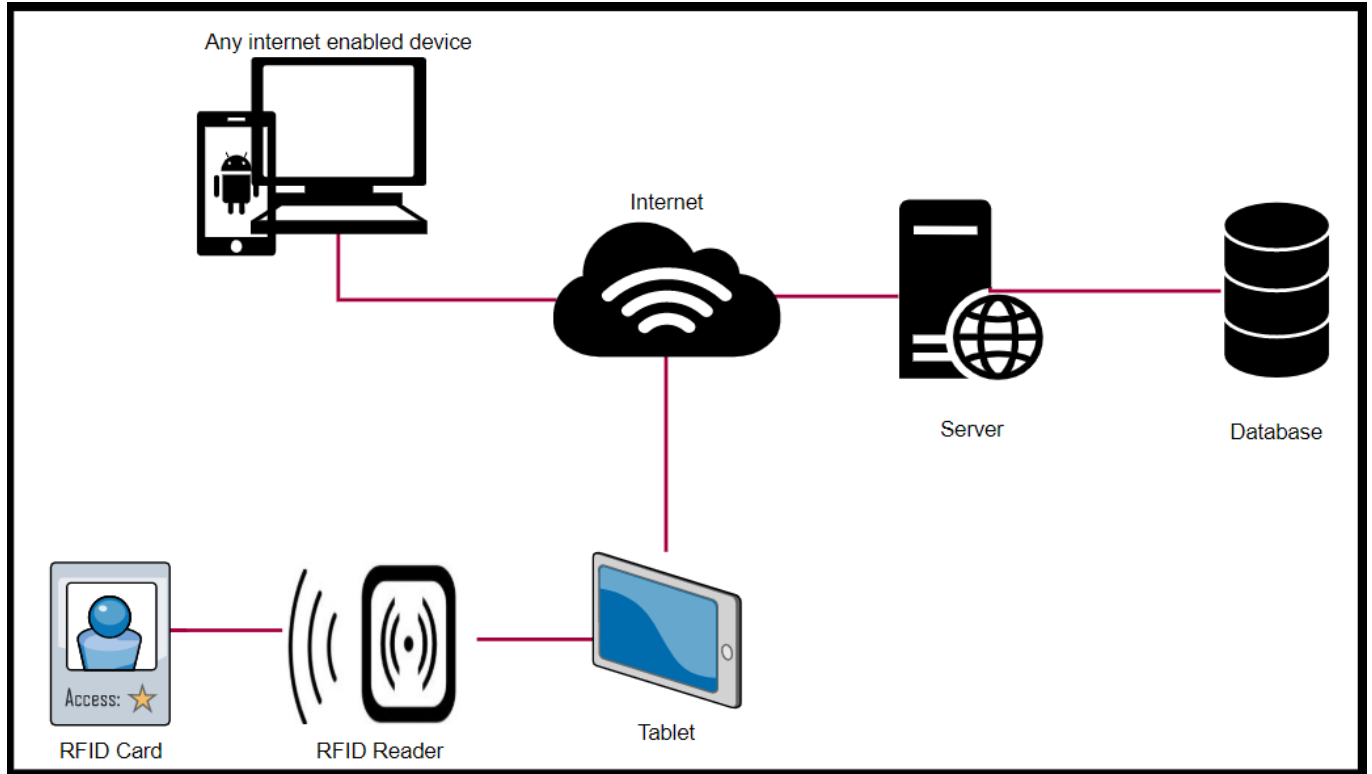 Any internet enabled device
Internet
Server
Database
Access:
RFID Card
RFID Reader
Tablet